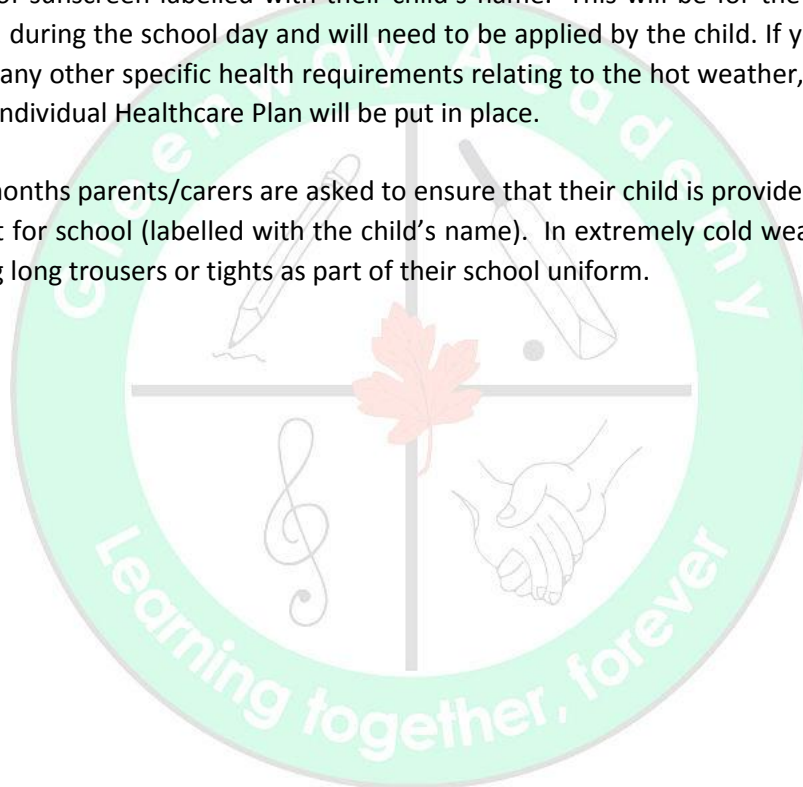 of sunscreen labelled with their child's name. This will be for the
during the school day and will need to be applied by the child. If y
any other specific health requirements relating to the hot weather,
Individual Healthcare Plan will be put in place.
months parents/carers are asked to ensure that their child is provide
t for school (labelled with the child's name). In extremely cold wea
g long trousers or tights as part of their school uniform.
Greenway Academy
Learning together, forever